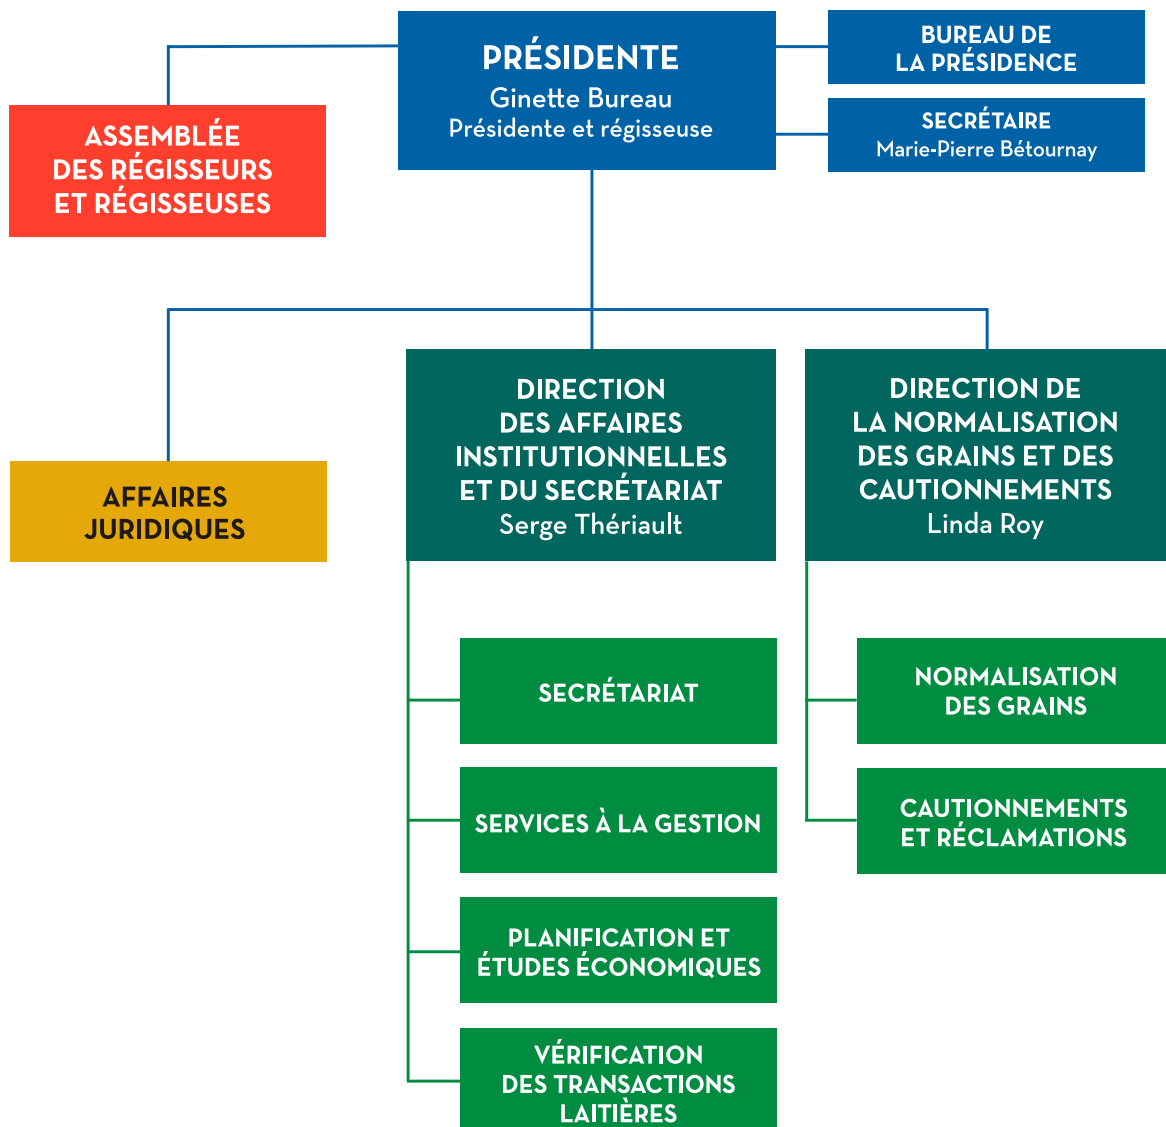 PRÉSIDENTE
Ginette Bureau
Présidente et régisseuse
BUREAU DE
LA PRÉSIDENCE
SECRÉTAIRE
Marie-Pierre Bétournay
ASSEMBLÉE
DES RÉGISSEURS
ET RÉGISSEUSES
AFFAIRES
JURIDIQUES
DIRECTION
DES AFFAIRES
INSTITUTIONNELLES
ET DU SECRÉTARIAT
Serge Thériault
DIRECTION DE
LA NORMALISATION
DES GRAINS ET DES
CAUTIONNEMENTS
Linda Roy
SECRÉTARIAT
SERVICES À LA GESTION
PLANIFICATION ET
ÉTUDES ÉCONOMIQUES
VÉRIFICATION
DES TRANSACTIONS
LAITIÈRES
NORMALISATION
DES GRAINS
CAUTIONNEMENTS
ET RÉCLAMATIONS